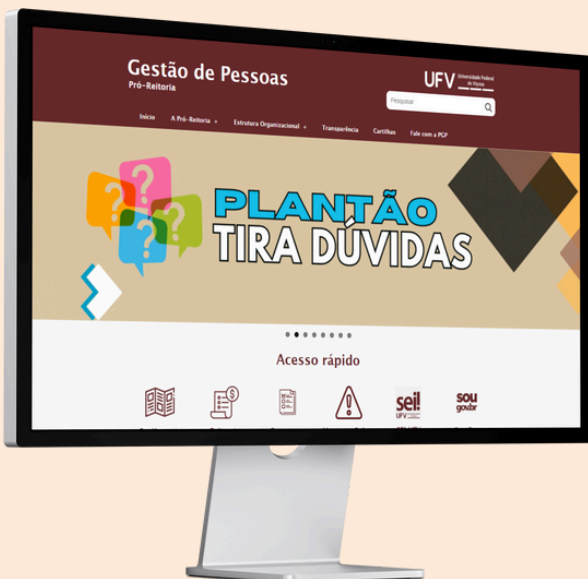 Gestão de Pessoas
Pró-Reitoria
UFV Universidade Federal
de Viçosa
Pesquisar
Início A Pró-Reitoria + Estrutura Organizacional + Transparência Cartilhas Fale com a PGP
PLANTÃO
TIRA DÚVIDAS
Acesso rápido
sei!
UFV
sou
gov.br